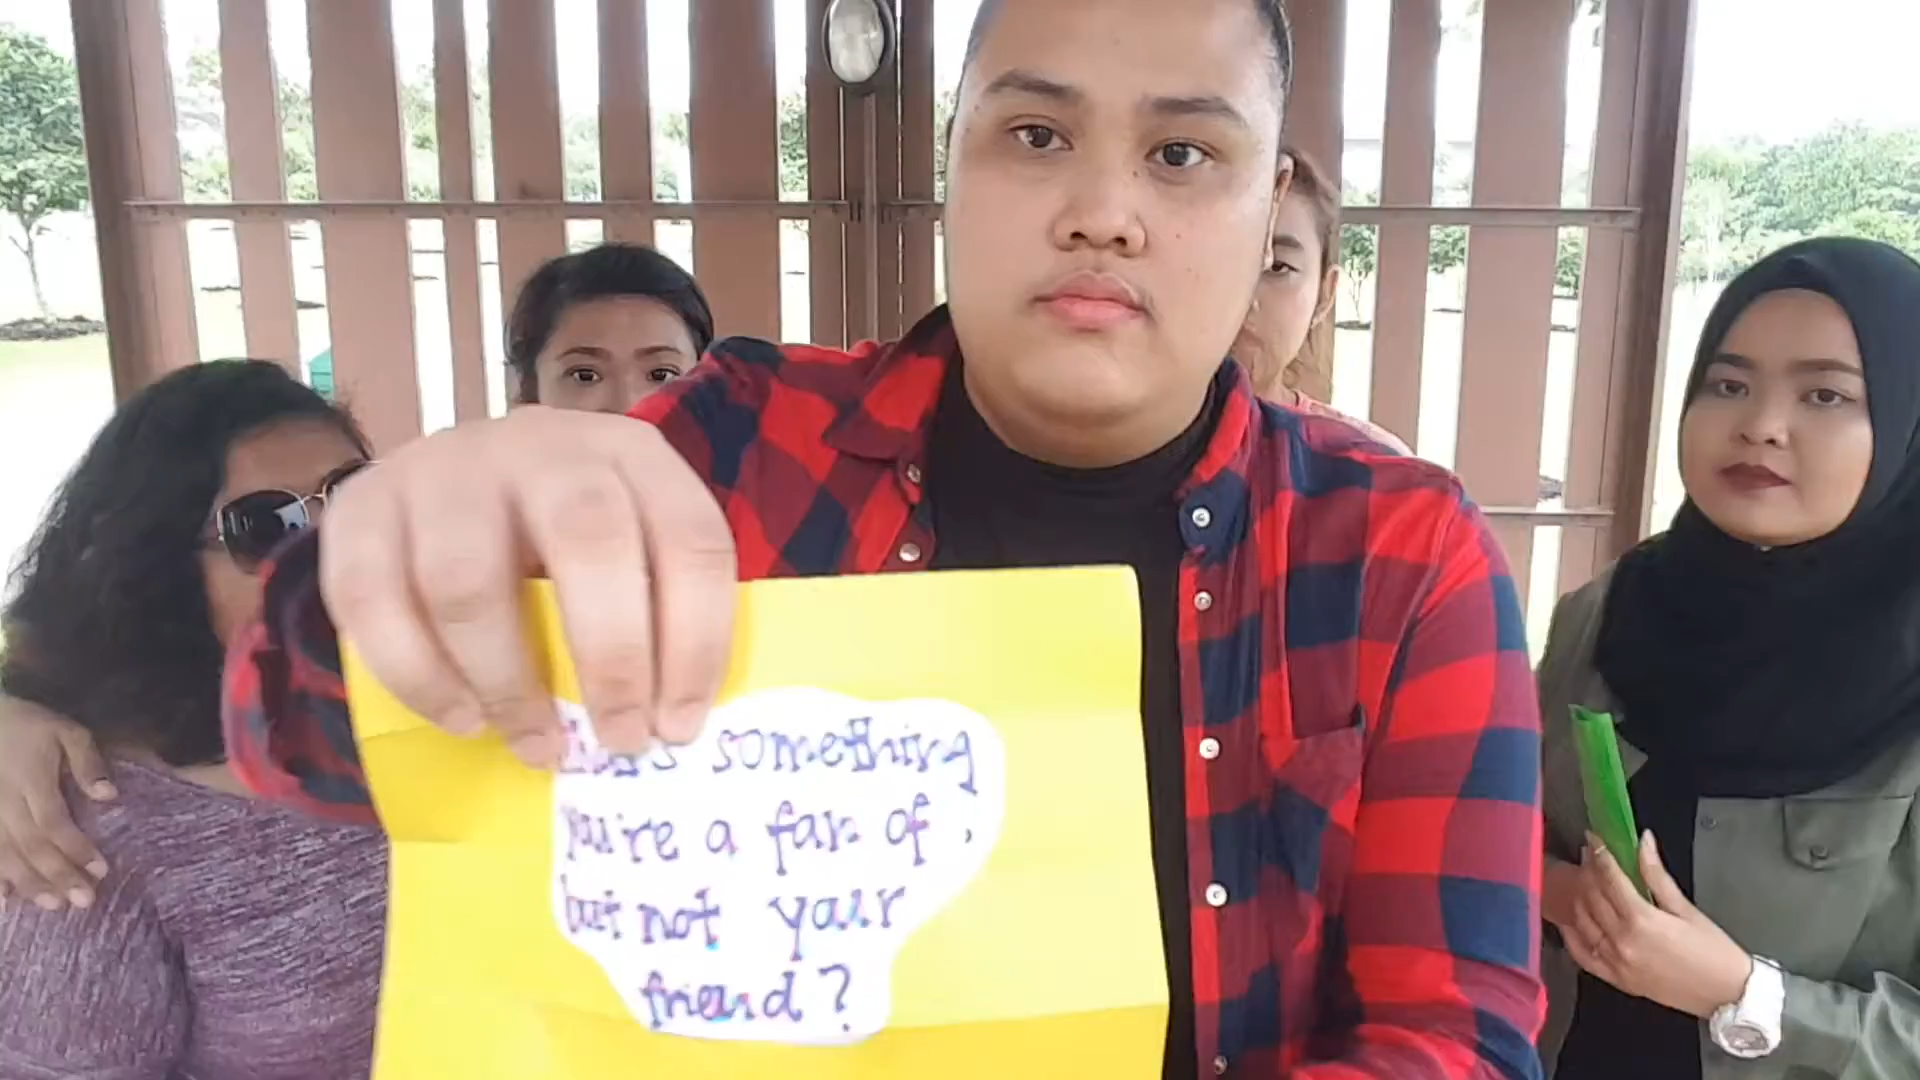 something
you're a fan of,
but not your
friend?